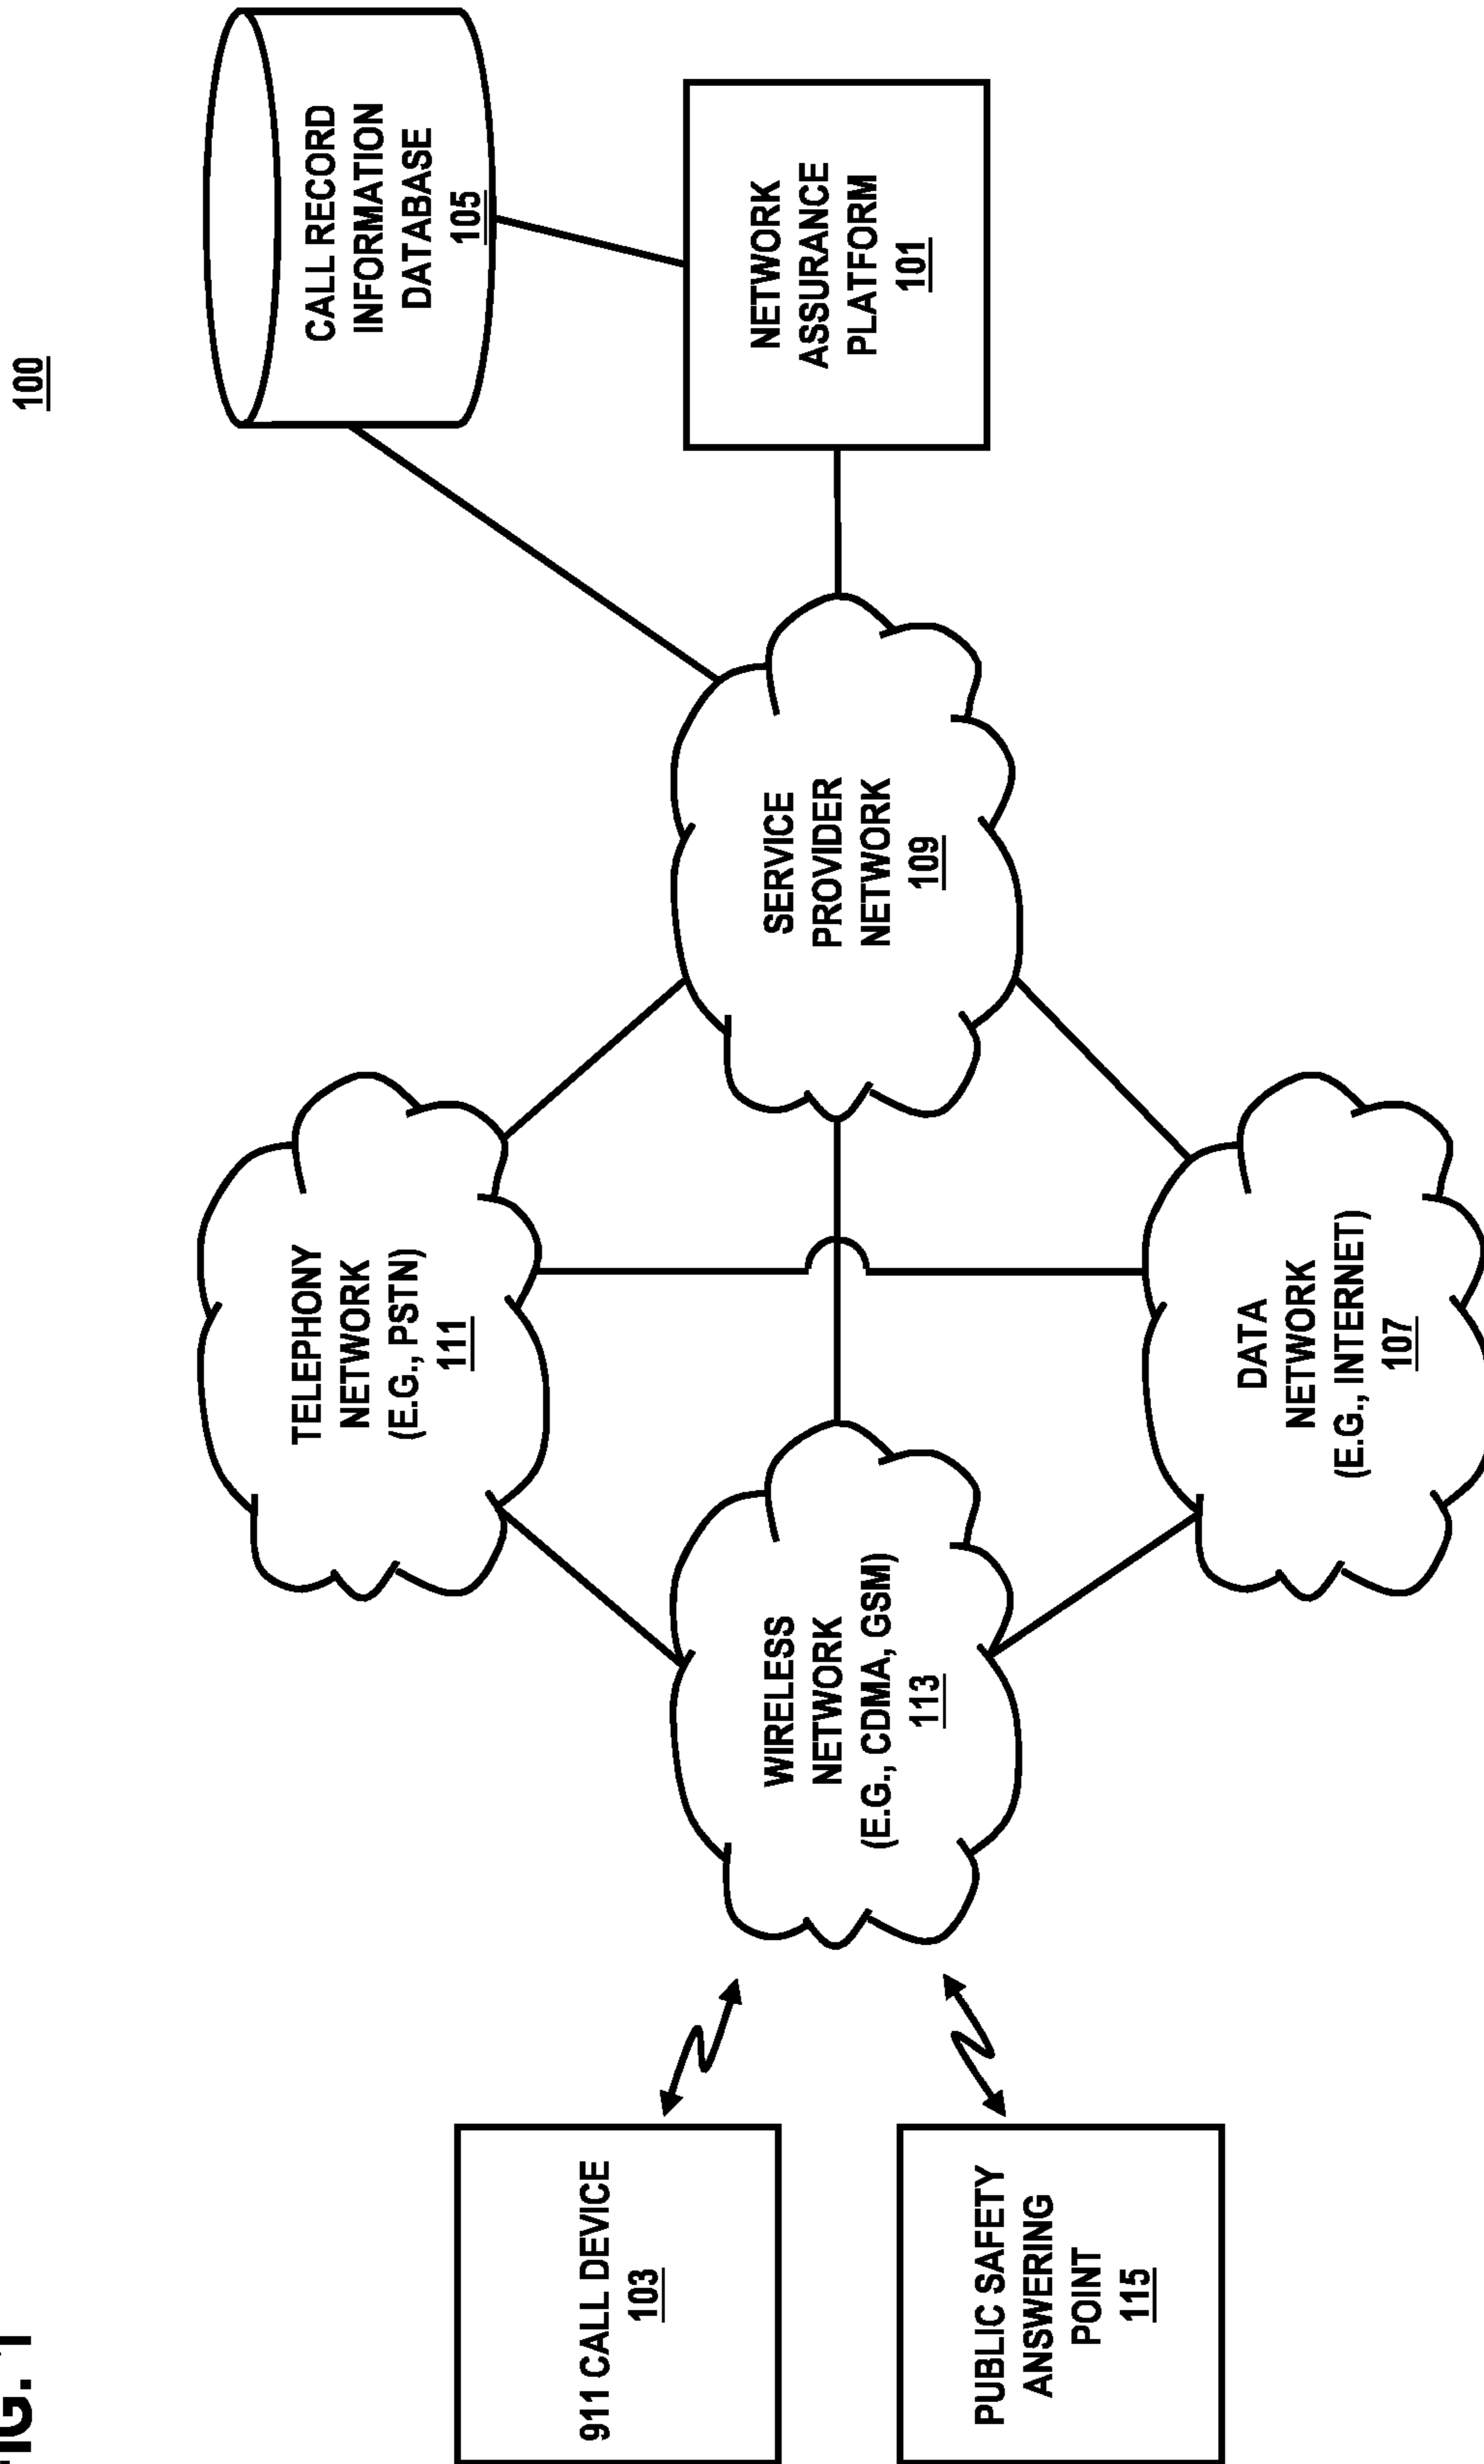 FIG. 1
100
911 CALL DEVICE
103
PUBLIC SAFETY
ANSWERING
POINT
115
TELEPHONY
NETWORK
(E.G., PSTN)
111
WIRELESS
NETWORK
(E.G., CDMA, GSM)
113
DATA
NETWORK
(E.G., INTERNET)
107
SERVICE
PROVIDER
NETWORK
109
CALL RECORD
INFORMATION
DATABASE
105
NETWORK
ASSURANCE
PLATFORM
101